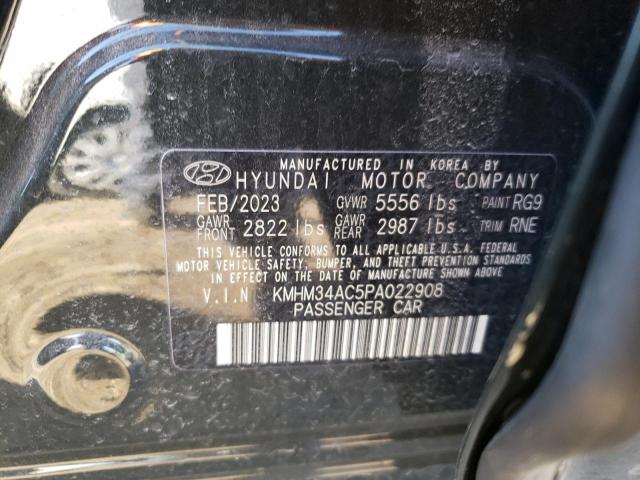 MANUFACTURED IN KOREA BY
HYUNDAI MOTOR COMPANY
FEB/2023 GVWR 5556 lbs PAINT RG9
GAWR FRONT 2822 lbs GAWR REAR 2987 lbs TRIM RNE
THIS VEHICLE CONFORMS TO ALL APPLICABLE U.S.A. FEDERAL
MOTOR VEHICLE SAFETY, BUMPER, AND THEFT PREVENTION STANDARDS
IN EFFECT ON THE DATE OF MANUFACTURE SHOWN ABOVE
V.I.N KMHM34AC5PA022908
PASSENGER CAR